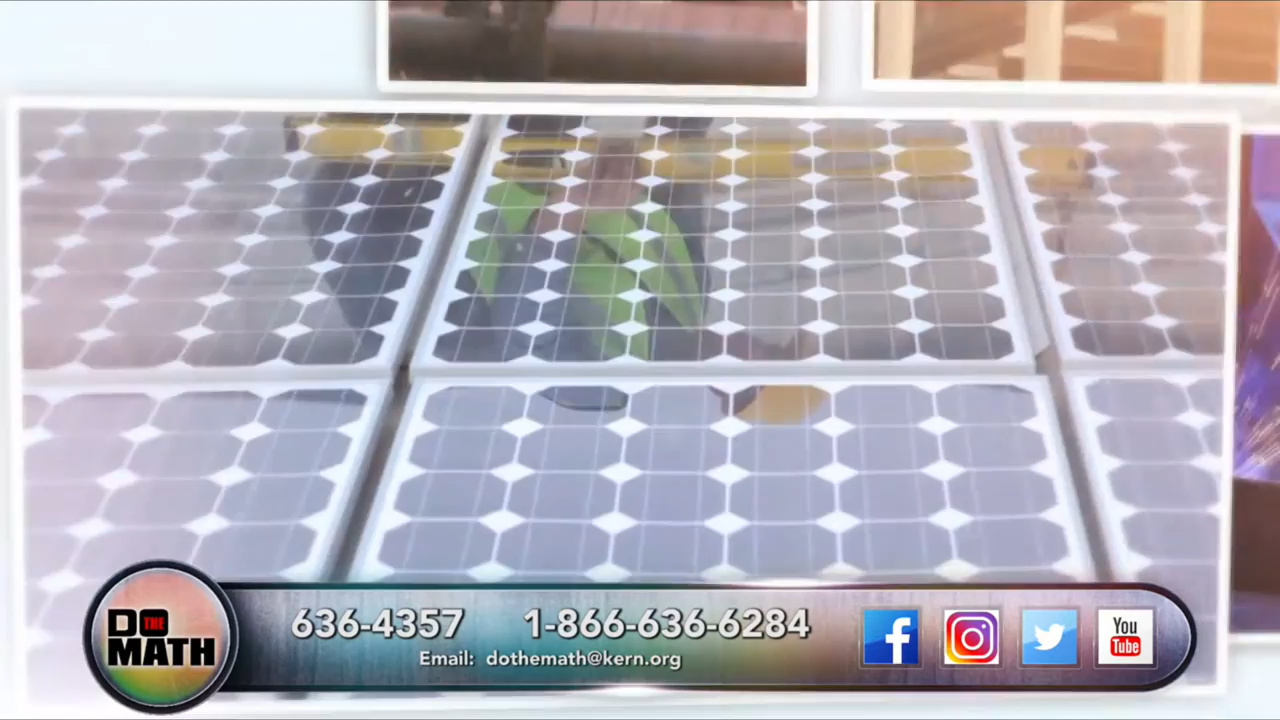 DO THE
MATH
636-4357 1-866-636-6284
Email: dothemath@kern.org
You
Tube